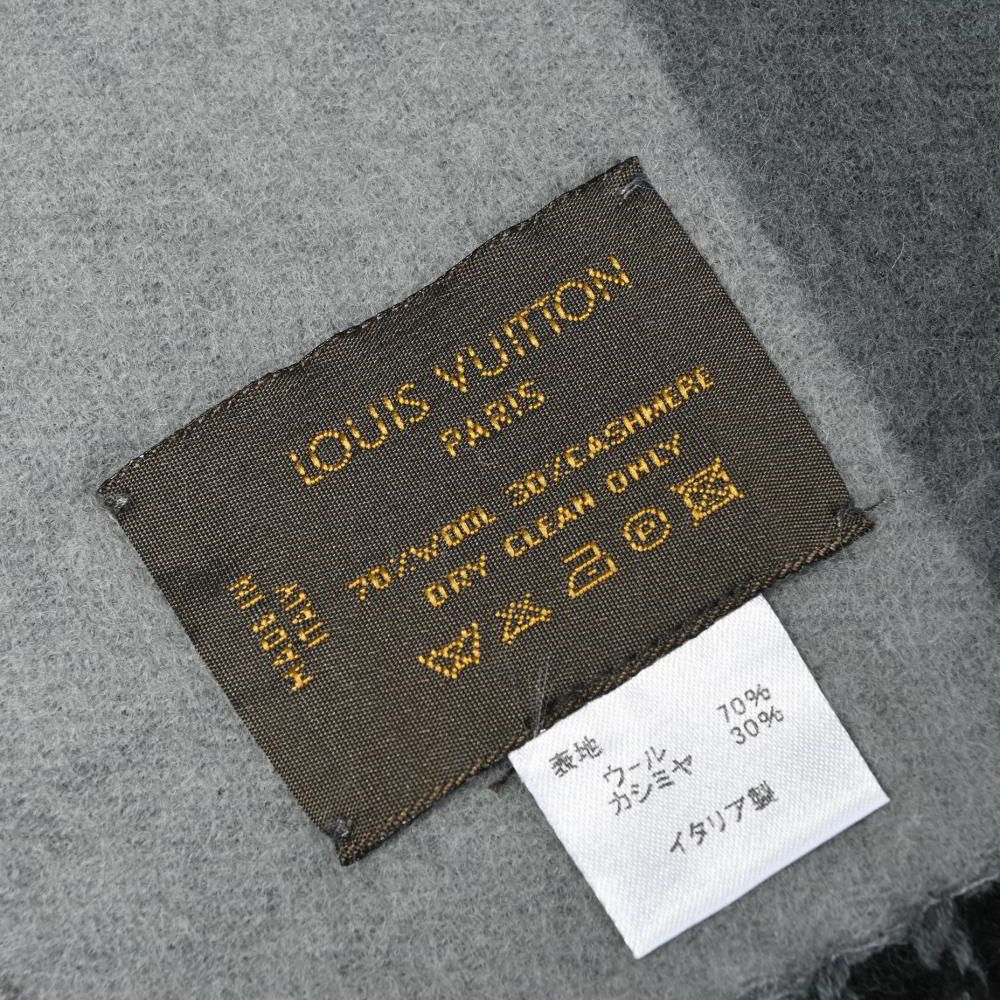 LOUIS VUITTON
PARIS
70%WOOL 30%CASHMERE
DRY CLEAN ONLY
P
MADE IN
ITALY
表地
ウール 70%
カシミヤ 30%
イタリア製